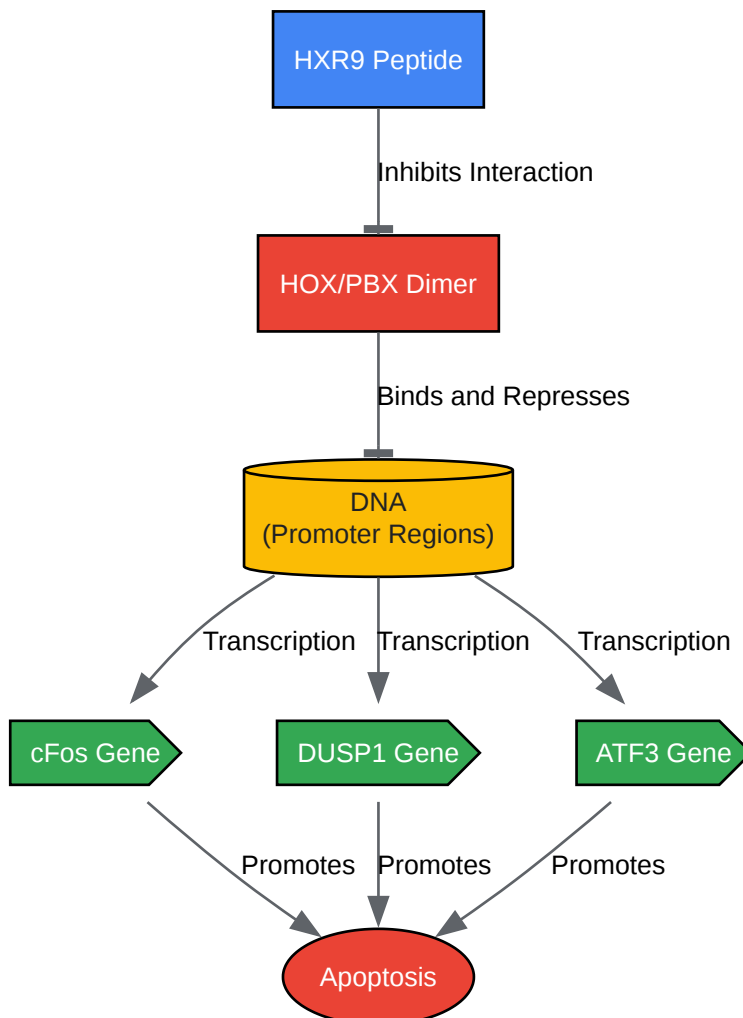 HXR9 Peptide
Inhibits Interaction
HOX/PBX Dimer
Binds and Represses
DNA
(Promoter Regions)
Transcription
Transcription
Transcription
cFos Gene
DUSP1 Gene
ATF3 Gene
Promotes
Promotes
Promotes
Apoptosis